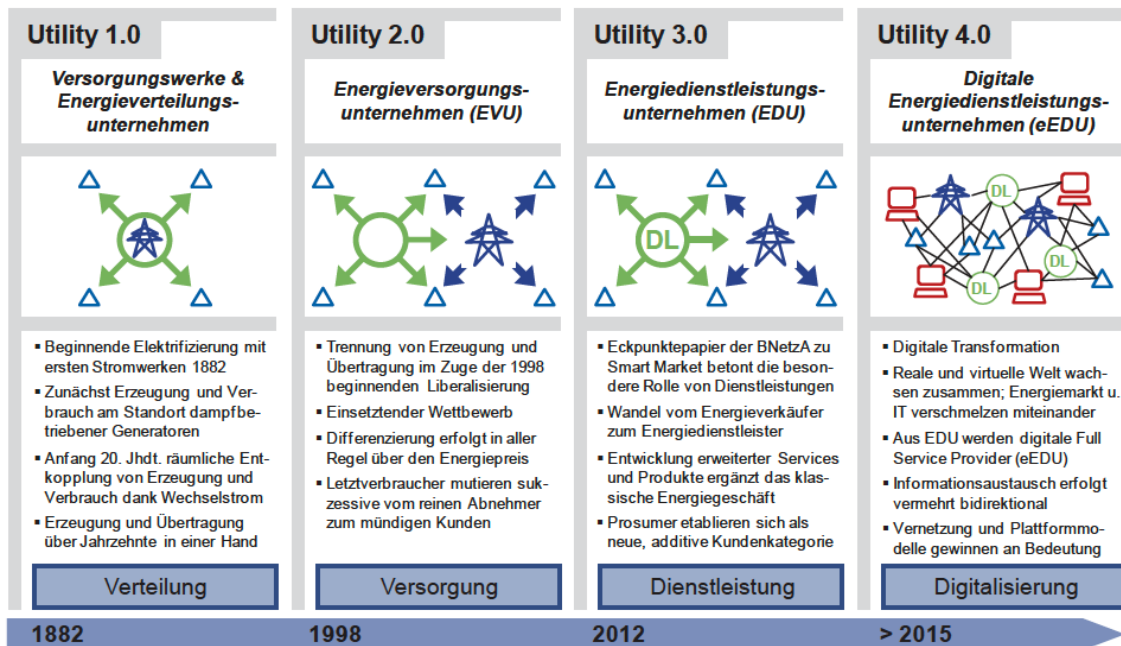 Utility 1.0
Versorgungswerke &
Energieverteilungs-
unternehmen
▪ Beginnende Elektrifizierung mit
ersten Stromwerken 1882
▪ Zunächst Erzeugung und Ver-
brauch am Standort dampfbe-
triebener Generatoren
▪ Anfang 20. Jhdt. räumliche Ent-
kopplung von Erzeugung und
Verbrauch dank Wechselstrom
▪ Erzeugung und Übertragung
über Jahrzehnte in einer Hand
Verteilung
1882
Utility 2.0
Energieversorgungs-
unternehmen (EVU)
▪ Trennung von Erzeugung und
Übertragung im Zuge der 1998
beginnenden Liberalisierung
▪ Einsetztender Wettbewerb
▪ Differenzierung erfolgt in aller
Regel über den Energiepreis
▪ Letztverbraucher mutieren suk-
zessive vom reinen Abnehmer
zum mündigen Kunden
Versorgung
1998
Utility 3.0
Energiedienstleistungs-
unternehmen (EDU)
DL
▪ Eckpunktepapier der BNetzA zu
Smart Market betont die beson-
dere Rolle von Dienstleistungen
▪ Wandel vom Energieverkäufer
zum Energiedienstleister
▪ Entwicklung erweiterter Services
und Produkte ergänzt das klas-
sische Energiegeschäft
▪ Prosumer etablieren sich als
neue, additive Kundenkategorie
Dienstleistung
2012
Utility 4.0
Digitale
Energiedienstleistungs-
unternehmen (eEDU)
DL
DL
DL
▪ Digitale Transformation
▪ Reale und virtuelle Welt wach-
sen zusammen; Energiemarkt u.
IT verschmelzen miteinander
▪ Aus EDU werden digitale Full
Service Provider (eEDU)
▪ Informationsaustausch erfolgt
vermehrt bidirektional
▪ Vernetzung und Plattformmo-
delle gewinnen an Bedeutung
Digitalisierung
> 2015